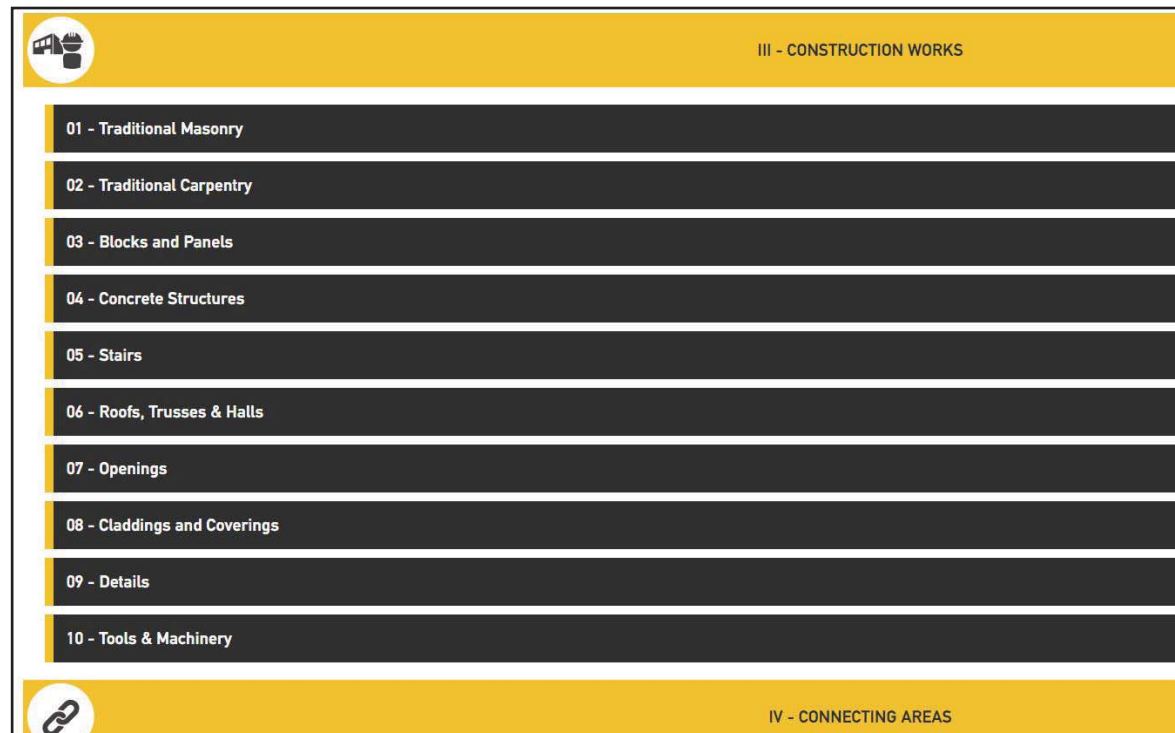 III - CONSTRUCTION WORKS
01 - Traditional Masonry
02 - Traditional Carpentry
03 - Blocks and Panels
04 - Concrete Structures
05 - Stairs
06 - Roofs, Trusses & Halls
07 - Openings
08 - Claddings and Coverings
09 - Details
10 - Tools & Machinery
IV - CONNECTING AREAS